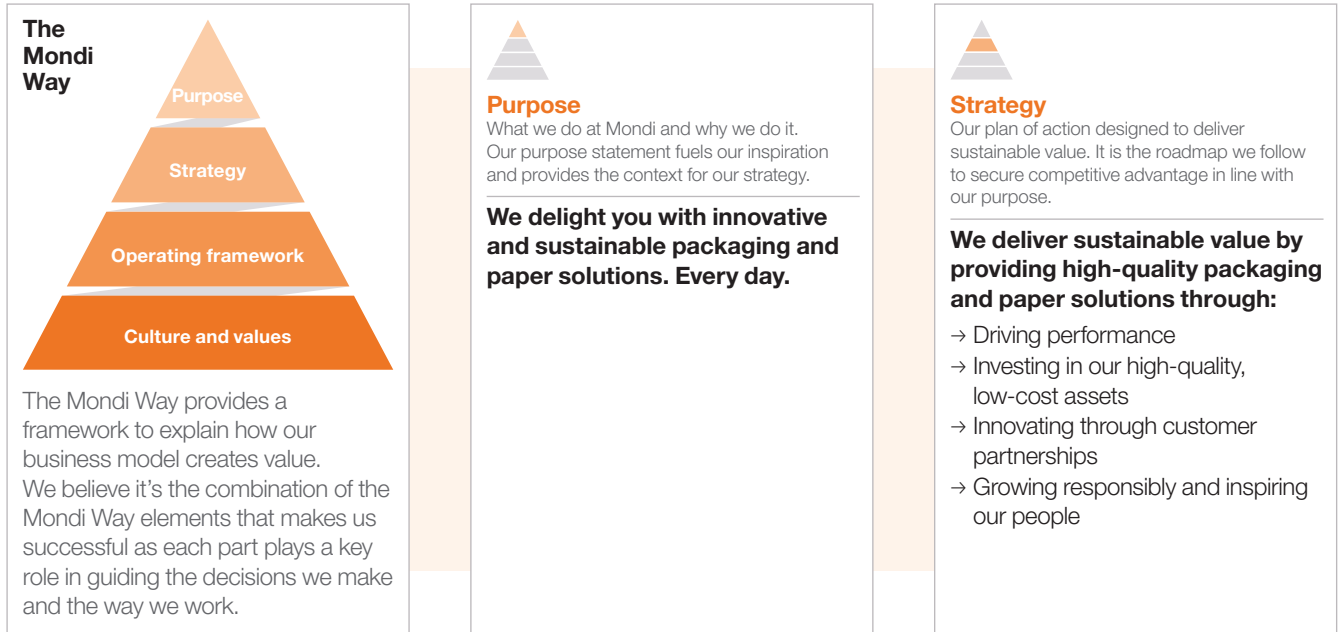 The
Mondi
Way
Purpose
Strategy
Operating framework
Culture and values
The Mondi Way provides a
framework to explain how our
business model creates value.
We believe it’s the combination of the
Mondi Way elements that makes us
successful as each part plays a key
role in guiding the decisions we make
and the way we work.
Purpose
What we do at Mondi and why we do it.
Our purpose statement fuels our inspiration
and provides the context for our strategy.
We delight you with innovative
and sustainable packaging and
paper solutions. Every day.
Strategy
Our plan of action designed to deliver
sustainable value. It is the roadmap we follow
to secure competitive advantage in line with
our purpose.
We deliver sustainable value by
providing high-quality packaging
and paper solutions through:
→ Driving performance
→ Investing in our high-quality,
low-cost assets
→ Innovating through customer
partnerships
→ Growing responsibly and inspiring
our people